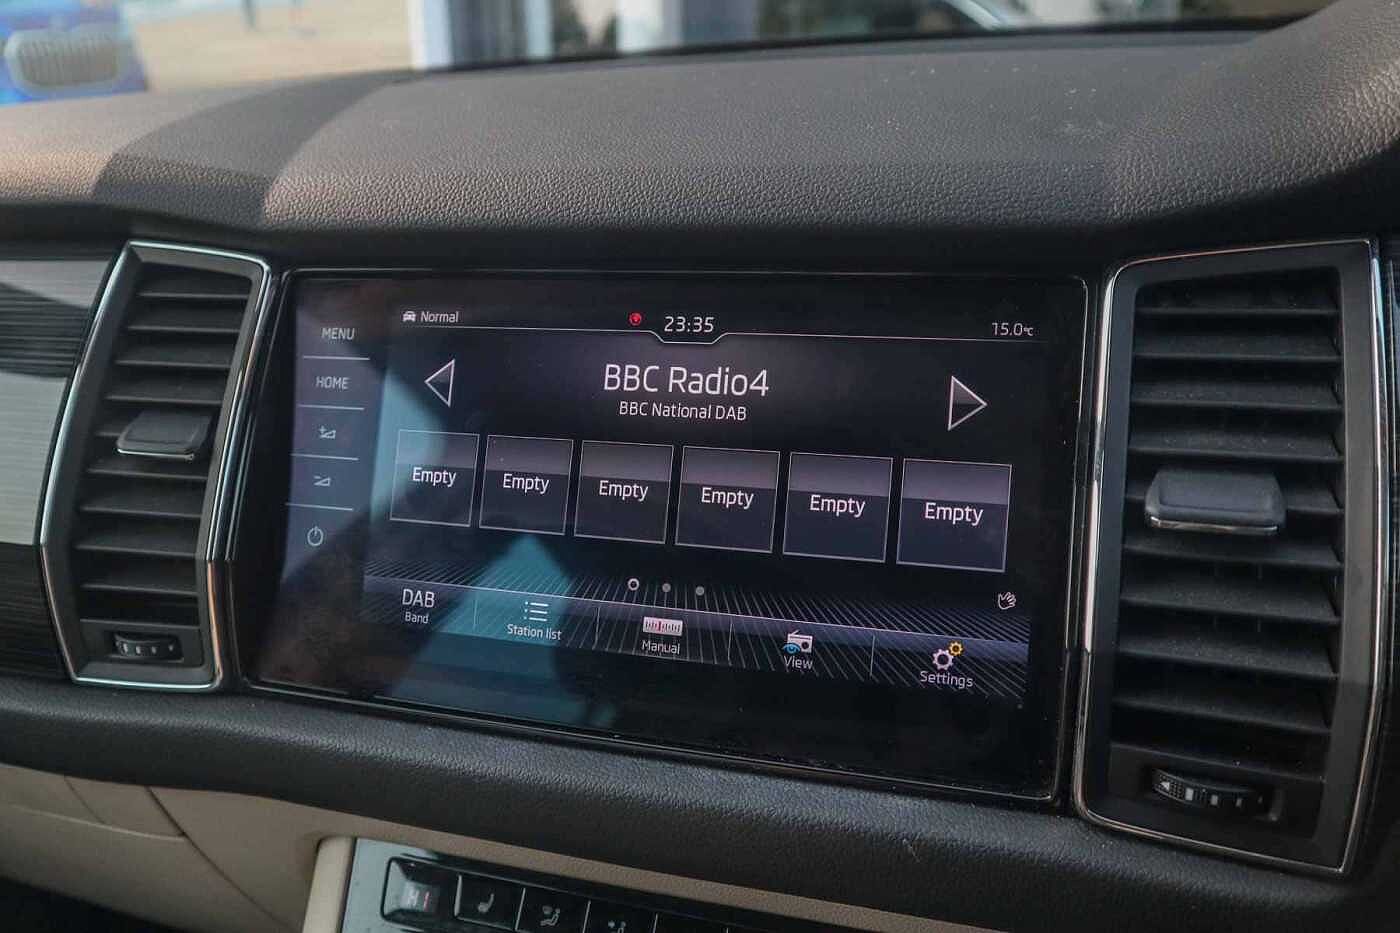 MENU
HOME
Normal
23:35
15.0°C
BBC Radio4
BBC National DAB
Empty
Empty
Empty
Empty
Empty
Empty
DAB
Band
Station list
Manual
View
Settings